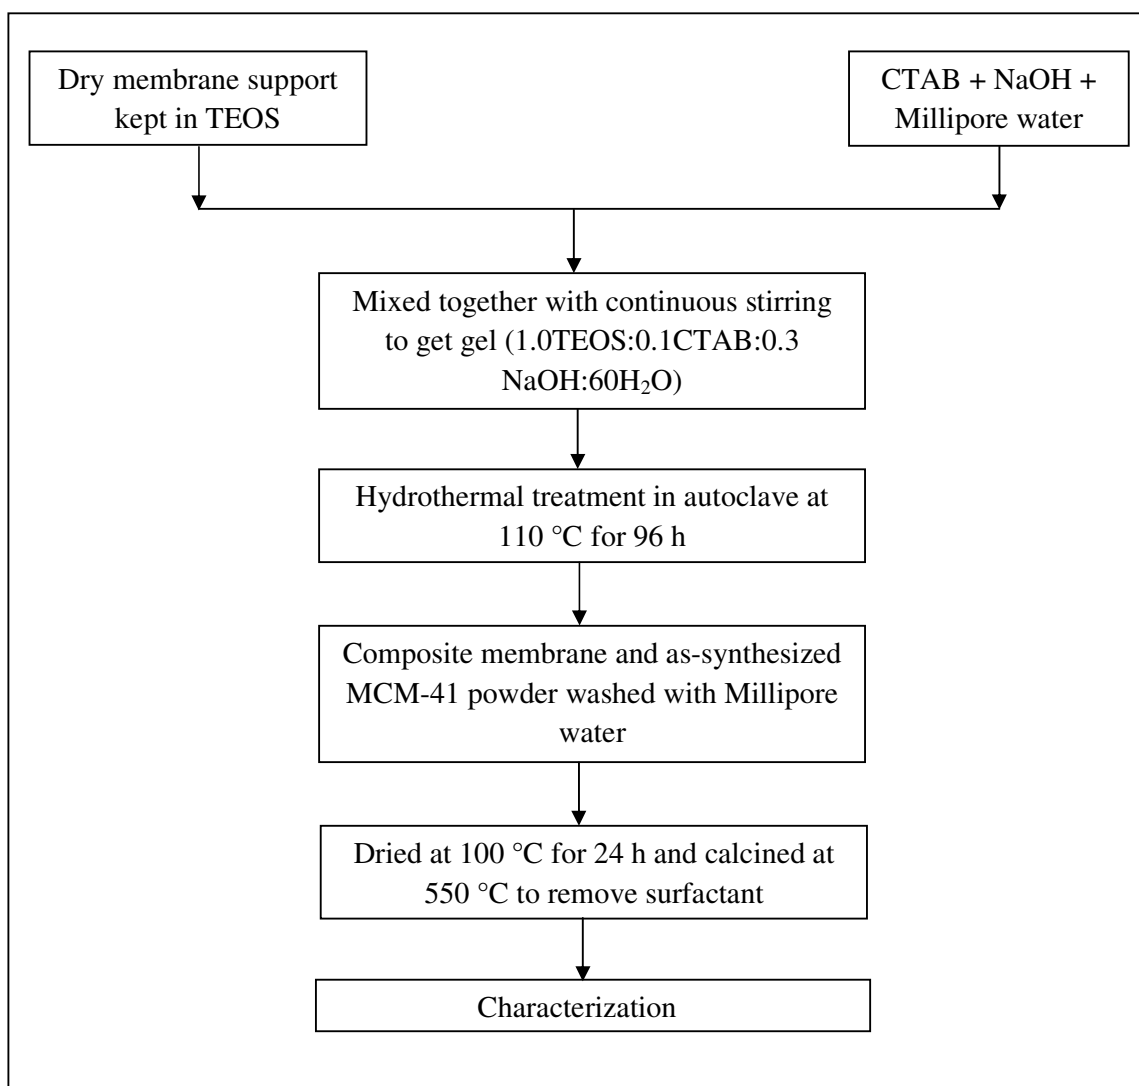 Dry membrane support
kept in TEOS
CTAB + NaOH +
Millipore water
Mixed together with continuous stirring
to get gel (1.0TEOS:0.1CTAB:0.3
NaOH:60H₂O)
Hydrothermal treatment in autoclave at
110 °C for 96 h
Composite membrane and as-synthesized
MCM-41 powder washed with Millipore
water
Dried at 100 °C for 24 h and calcined at
550 °C to remove surfactant
Characterization